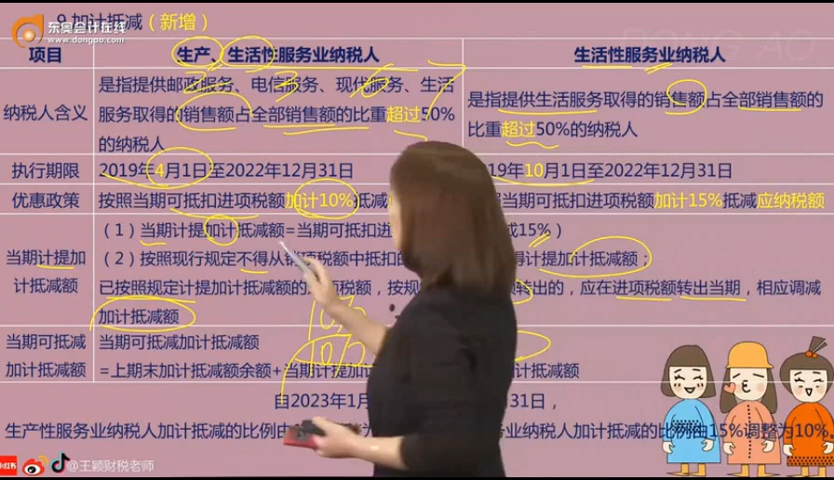 东奥会计在线
www.dongao.com
9.加计抵减（新增）
DONG AO
项目
生产、生活性服务业纳税人
生活性服务业纳税人
纳税人含义
是指提供邮政服务、电信服务、现代服务、生活
服务取得的销售额占全部销售额的比重超过50%
的纳税人
是指提供生活服务取得的销售额占全部销售额的
比重超过50%的纳税人
执行期限
2019年4月1日至2022年12月31日
19年10月1日至2022年12月31日
优惠政策
按照当期可抵扣进项税额加计10%抵减
当期可抵扣进项税额加计15%抵减应纳税额
当期计提加
计抵减额
（1）当期计提加计抵减额=当期可抵扣进 15%）
（2）按照现行规定不得从销项税额中抵扣的 计提加计抵减额；
已按照规定计提加计抵减额的 税额，按规 转出的，应在进项税额转出当期，相应调减
加计抵减额
10%
10%
当期可抵减
加计抵减额
当期可抵减加计抵减额
=上期末加计抵减额余额+当期计提加计 抵减额
自2023年1月 31日，
生产性服务业纳税人加计抵减的比例由 调整为 业纳税人加计抵减的比例由15%调整为10%。
小红书
@王颖财税老师